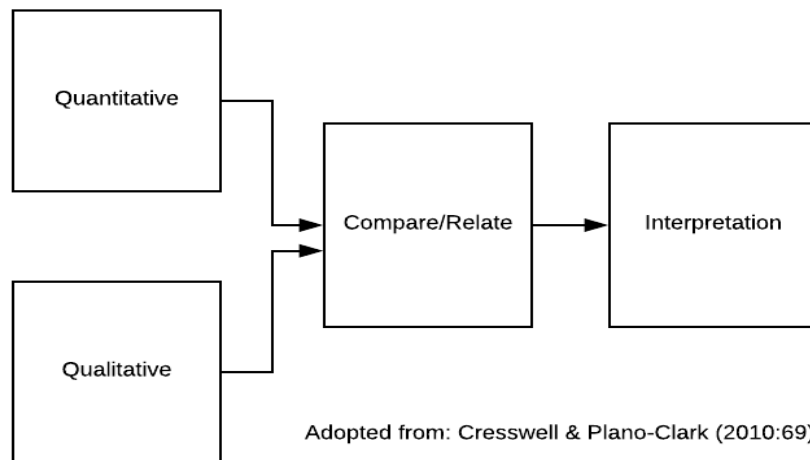 Quantitative
Compare/Relate
Interpretation
Qualitative
Adopted from: Cresswell & Plano-Clark (2010:69)